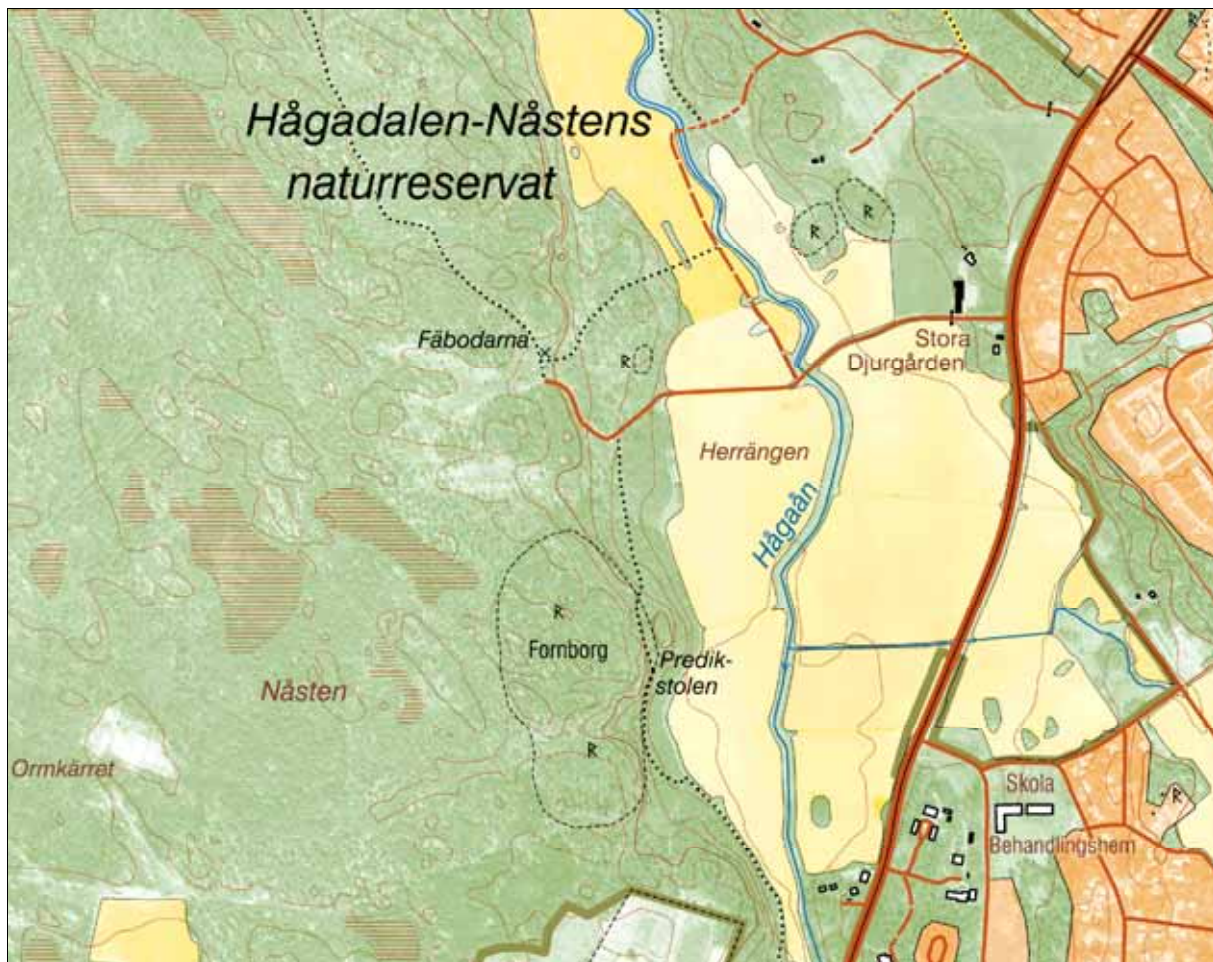 Hågadalen-Nåstens
naturreservat
Fäbodarna
Stora
Djurgården
Herrängen
Hågaån
Fornborg
Predik-
stolen
Nåsten
Ormkärret
Skola
Behandlingshem
R
R
R
R
R
R
R